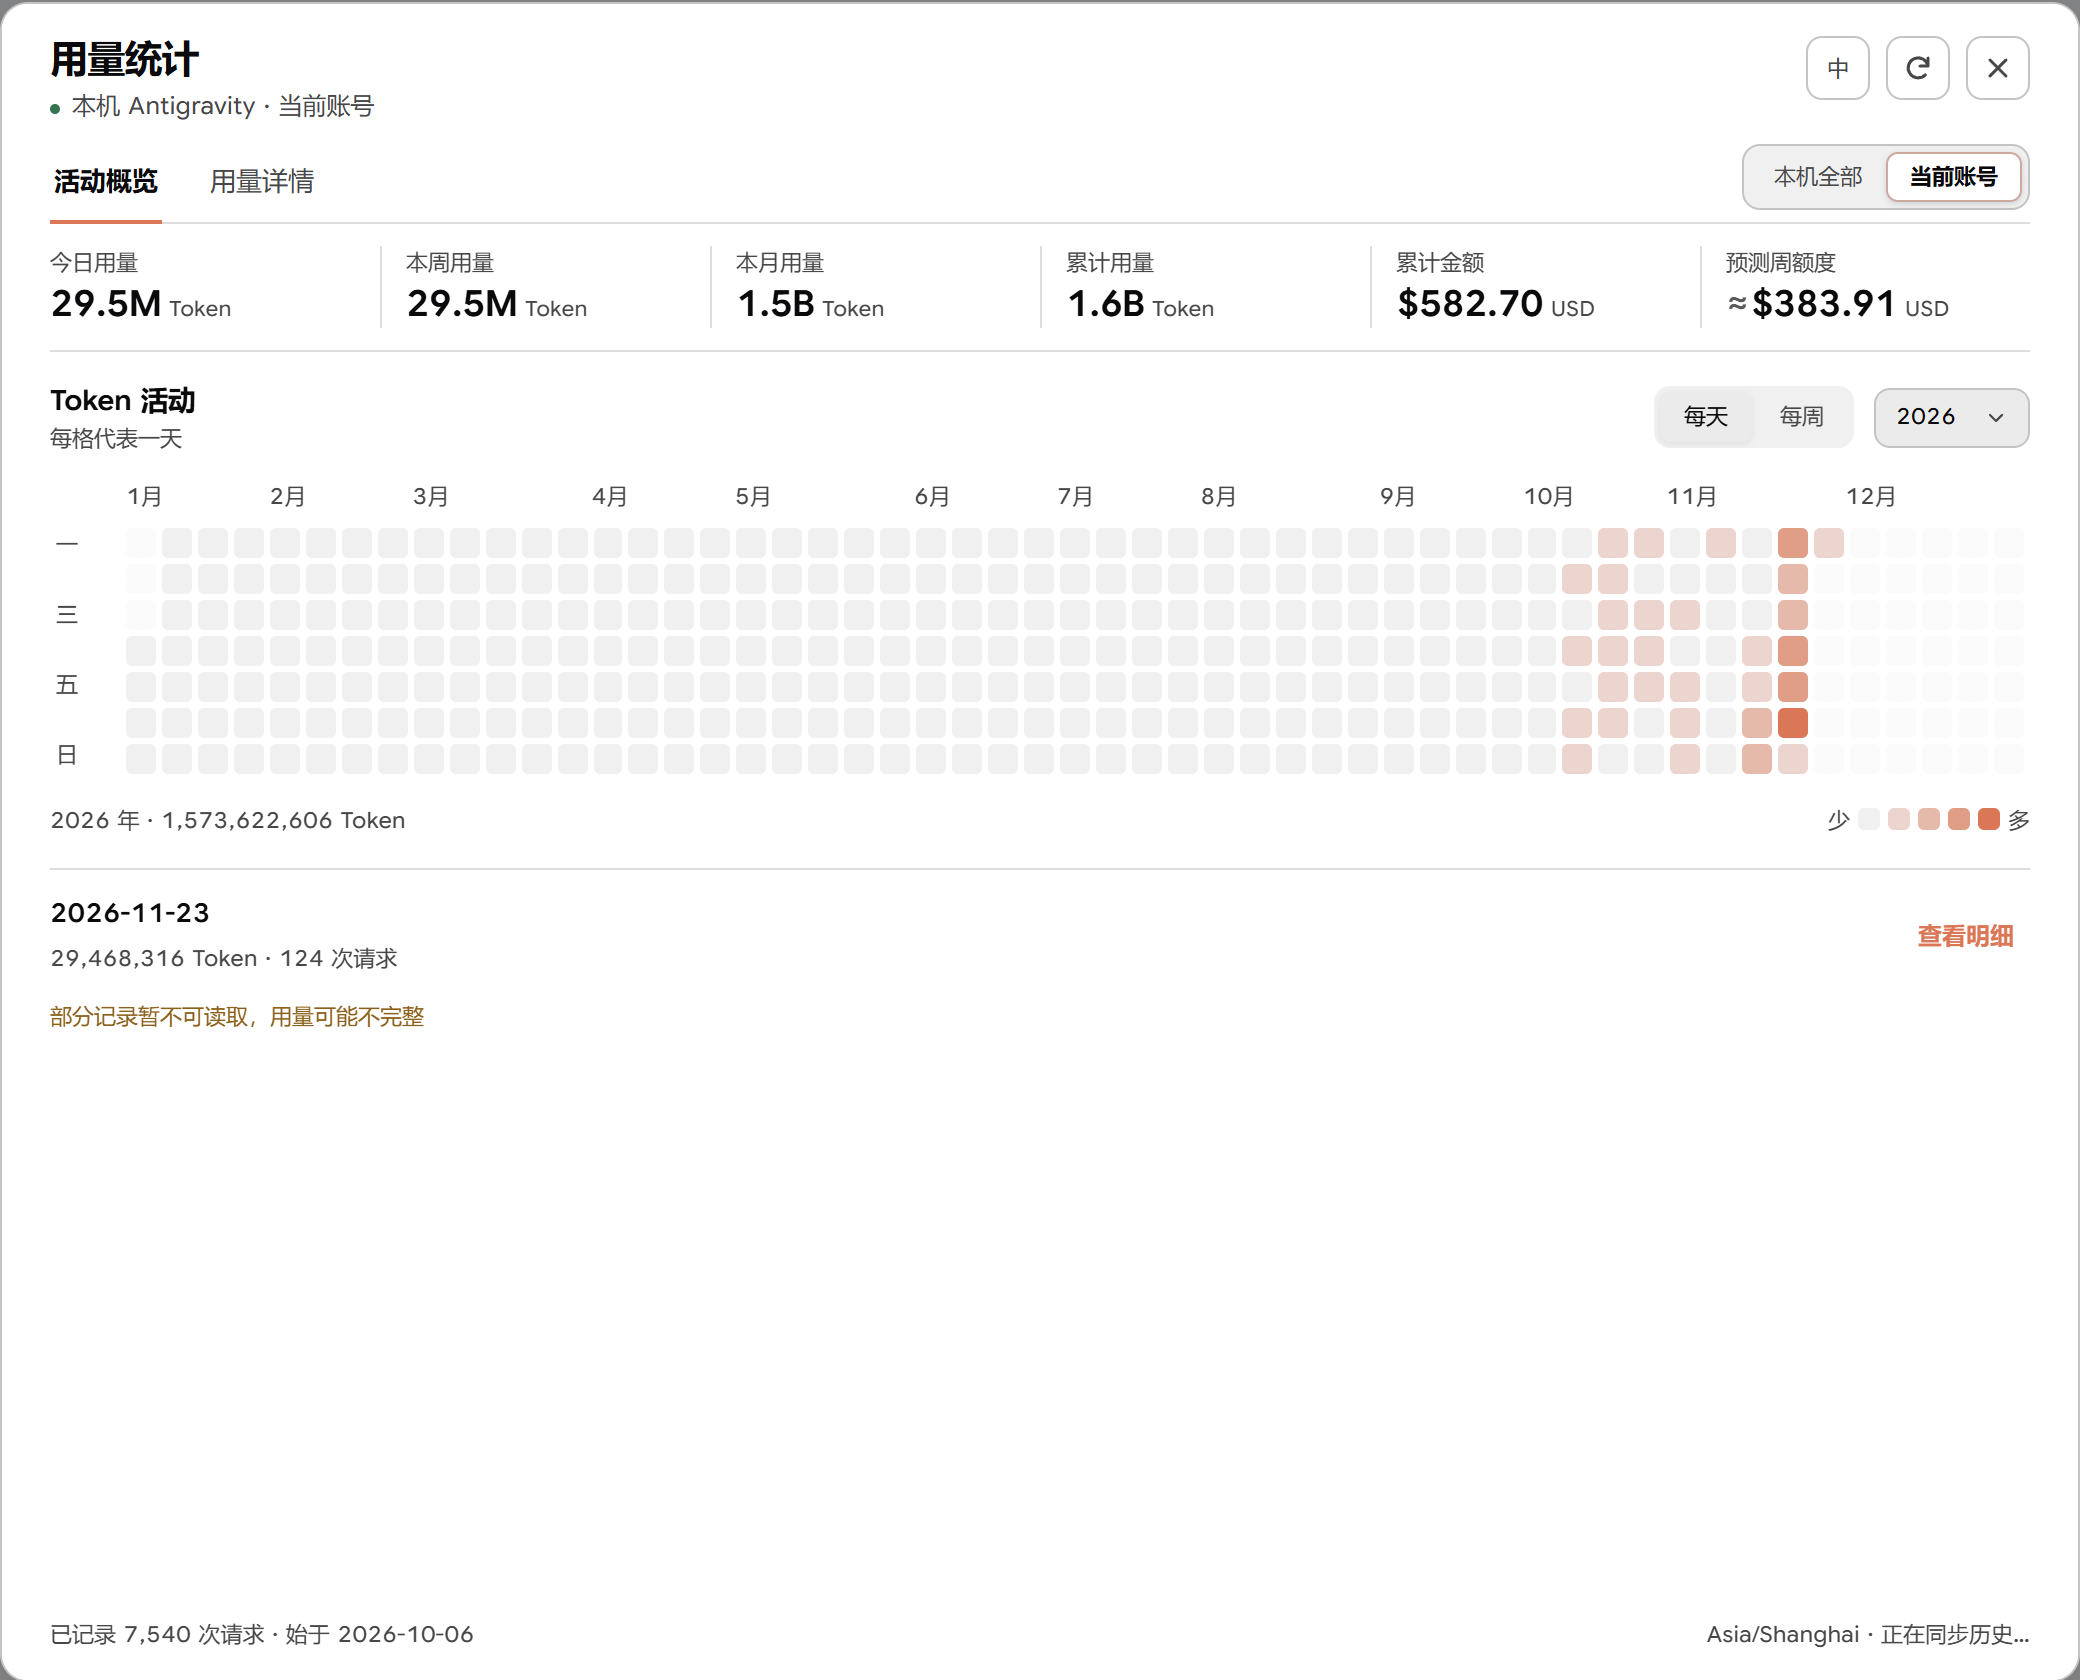 用量统计
本机 Antigravity · 当前账号
中
活动概览 用量详情
本机全部 当前账号
今日用量 本周用量 本月用量 累计用量 累计金额 预测周额度
29.5M Token 29.5M Token 1.5B Token 1.6B Token $582.70 USD ≈$383.91 USD
Token 活动
每格代表一天
每天 每周 2026
1月 2月 3月 4月 5月 6月 7月 8月 9月 10月 11月 12月
一
三
五
日
2026 年 · 1,573,622,606 Token
少 多
2026-11-23
29,468,316 Token · 124 次请求
查看明细
部分记录暂不可读取，用量可能不完整
已记录 7,540 次请求 · 始于 2026-10-06
Asia/Shanghai · 正在同步历史...